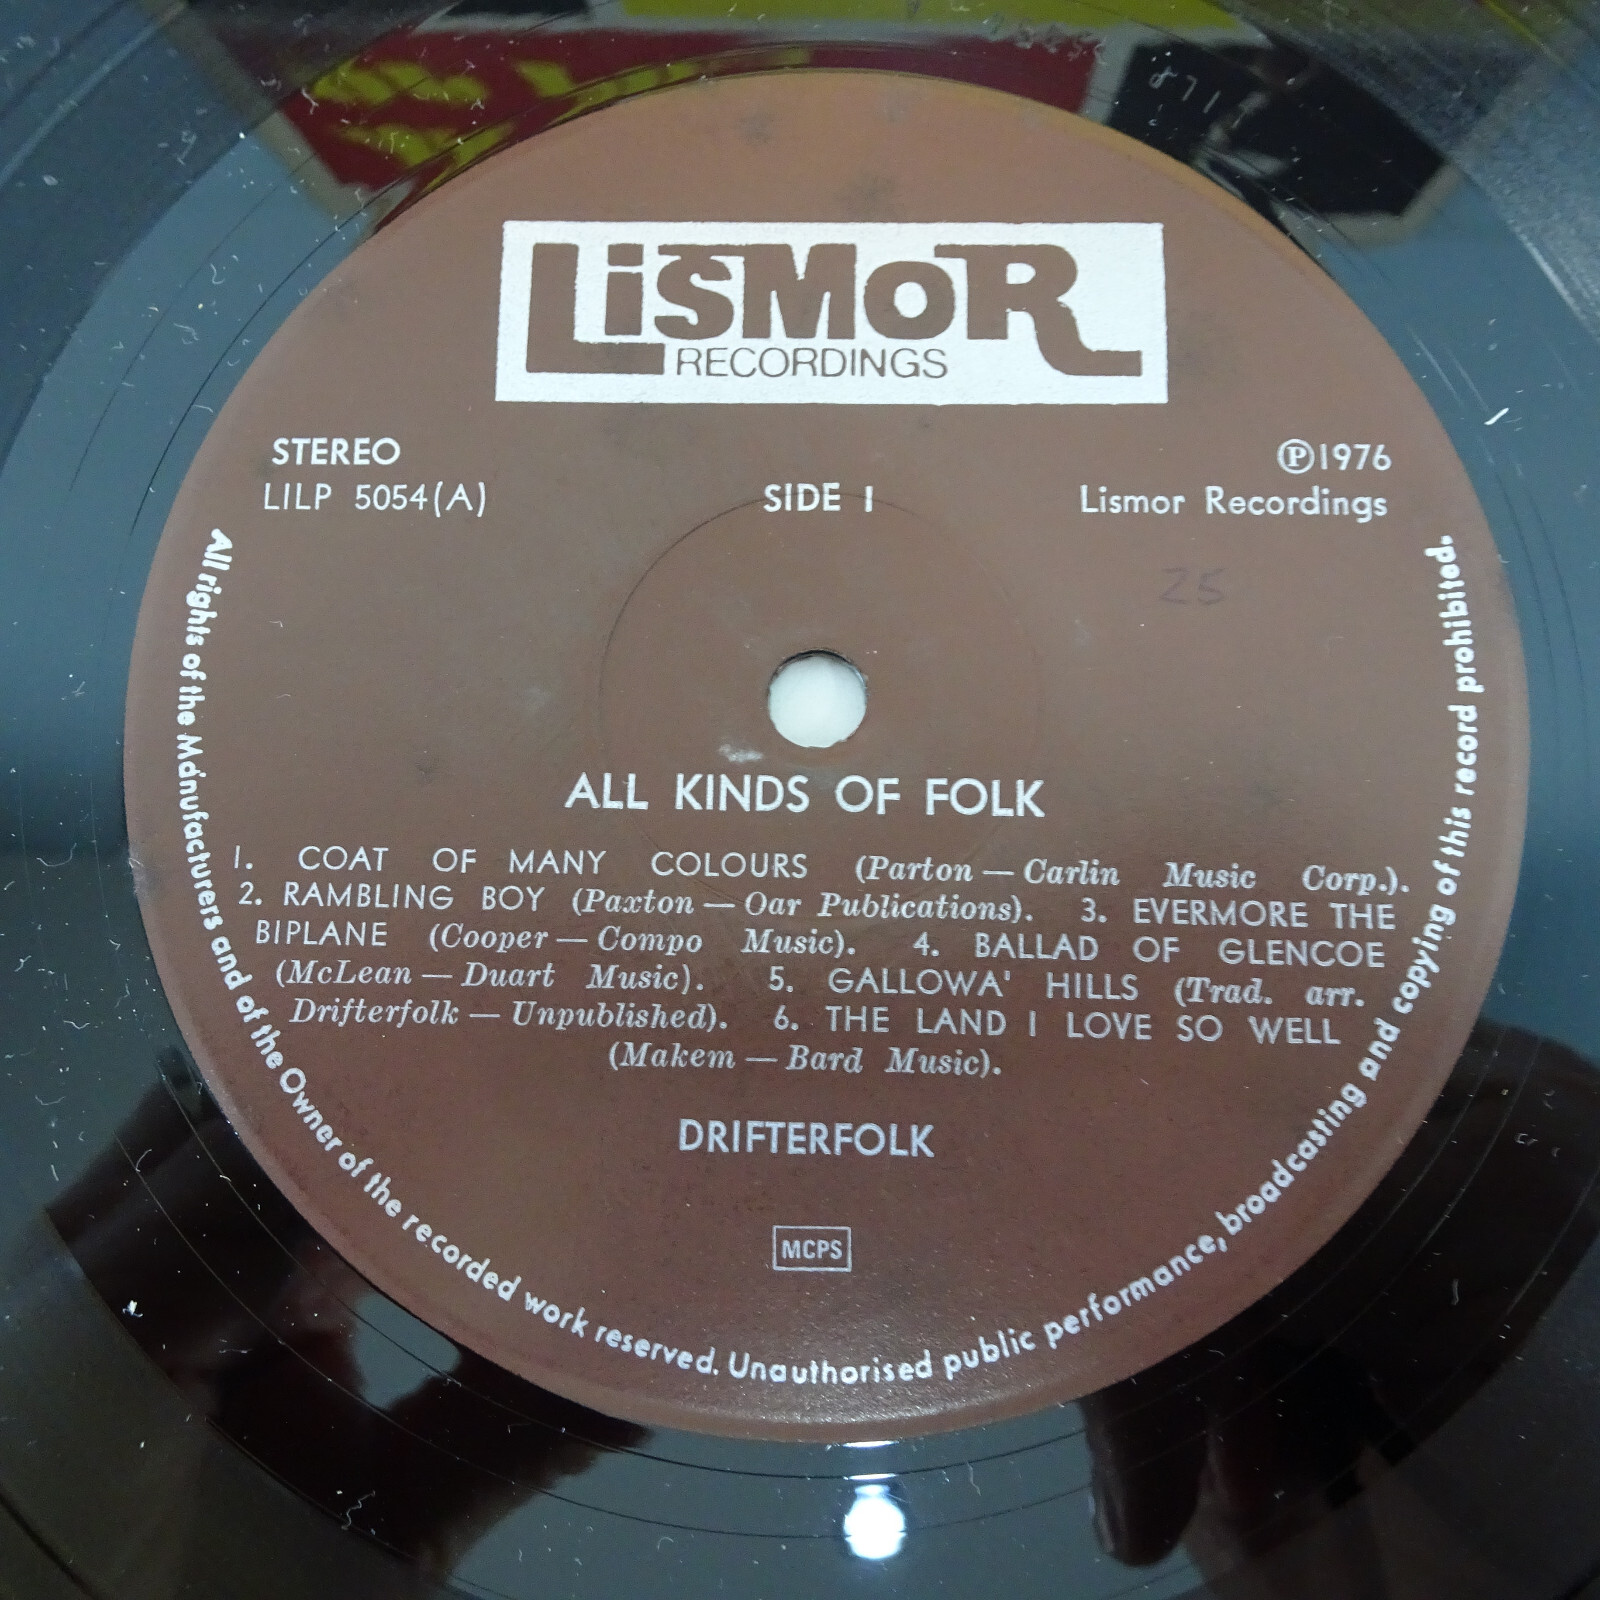 LiSMoR
RECORDINGS
STEREO
LILP 5054(A)
SIDE 1
Ⓟ1976
Lismor Recordings
25
ALL KINDS OF FOLK
1. COAT OF MANY COLOURS (Parton — Carlin Music Corp.).
2. RAMBLING BOY (Paxton — Oar Publications). 3. EVERMORE THE
BIPLANE (Cooper — Compo Music). 4. BALLAD OF GLENCOE
(McLean — Duart Music). 5. GALLOWA' HILLS (Trad. arr.
Drifterfolk — Unpublished). 6. THE LAND I LOVE SO WELL
(Makem — Bard Music).
DRIFTERFOLK
MCPS
All rights of the Manufacturers and of the Owner of the recorded work reserved. Unauthorised public performance, broadcasting and copying of this record prohibited.